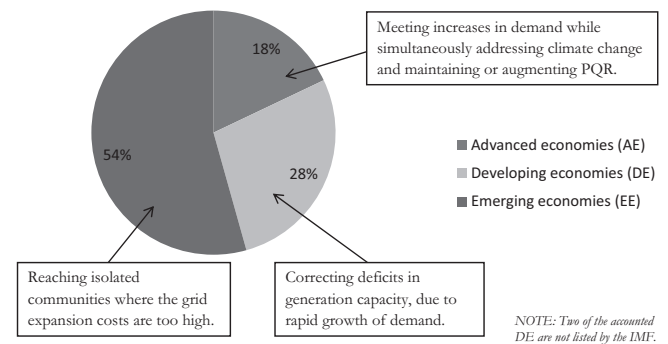 Meeting increases in demand while
simultaneously addressing climate change
and maintaining or augmenting PQR.
18%
54%
28%
Advanced economies (AE)
Developing economies (DE)
Emerging economies (EE)
Reaching isolated
communities where the grid
expansion costs are too high.
Correcting deficits in
generation capacity, due to
rapid growth of demand.
NOTE: Two of the accounted
DE are not listed by the IMF.